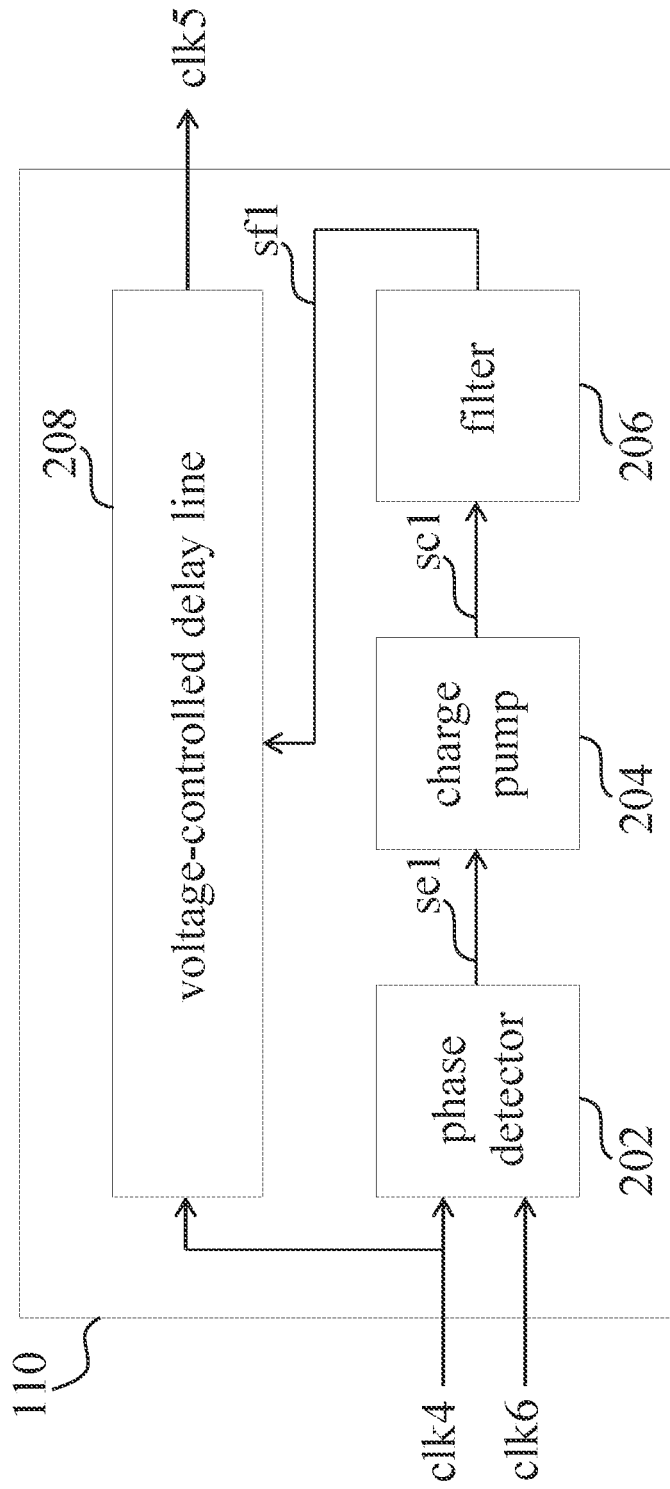 110
208
voltage-controlled delay line
clk5
sf1
clk4
clk6
phase
detector
202
se1
charge
pump
204
sc1
filter
206